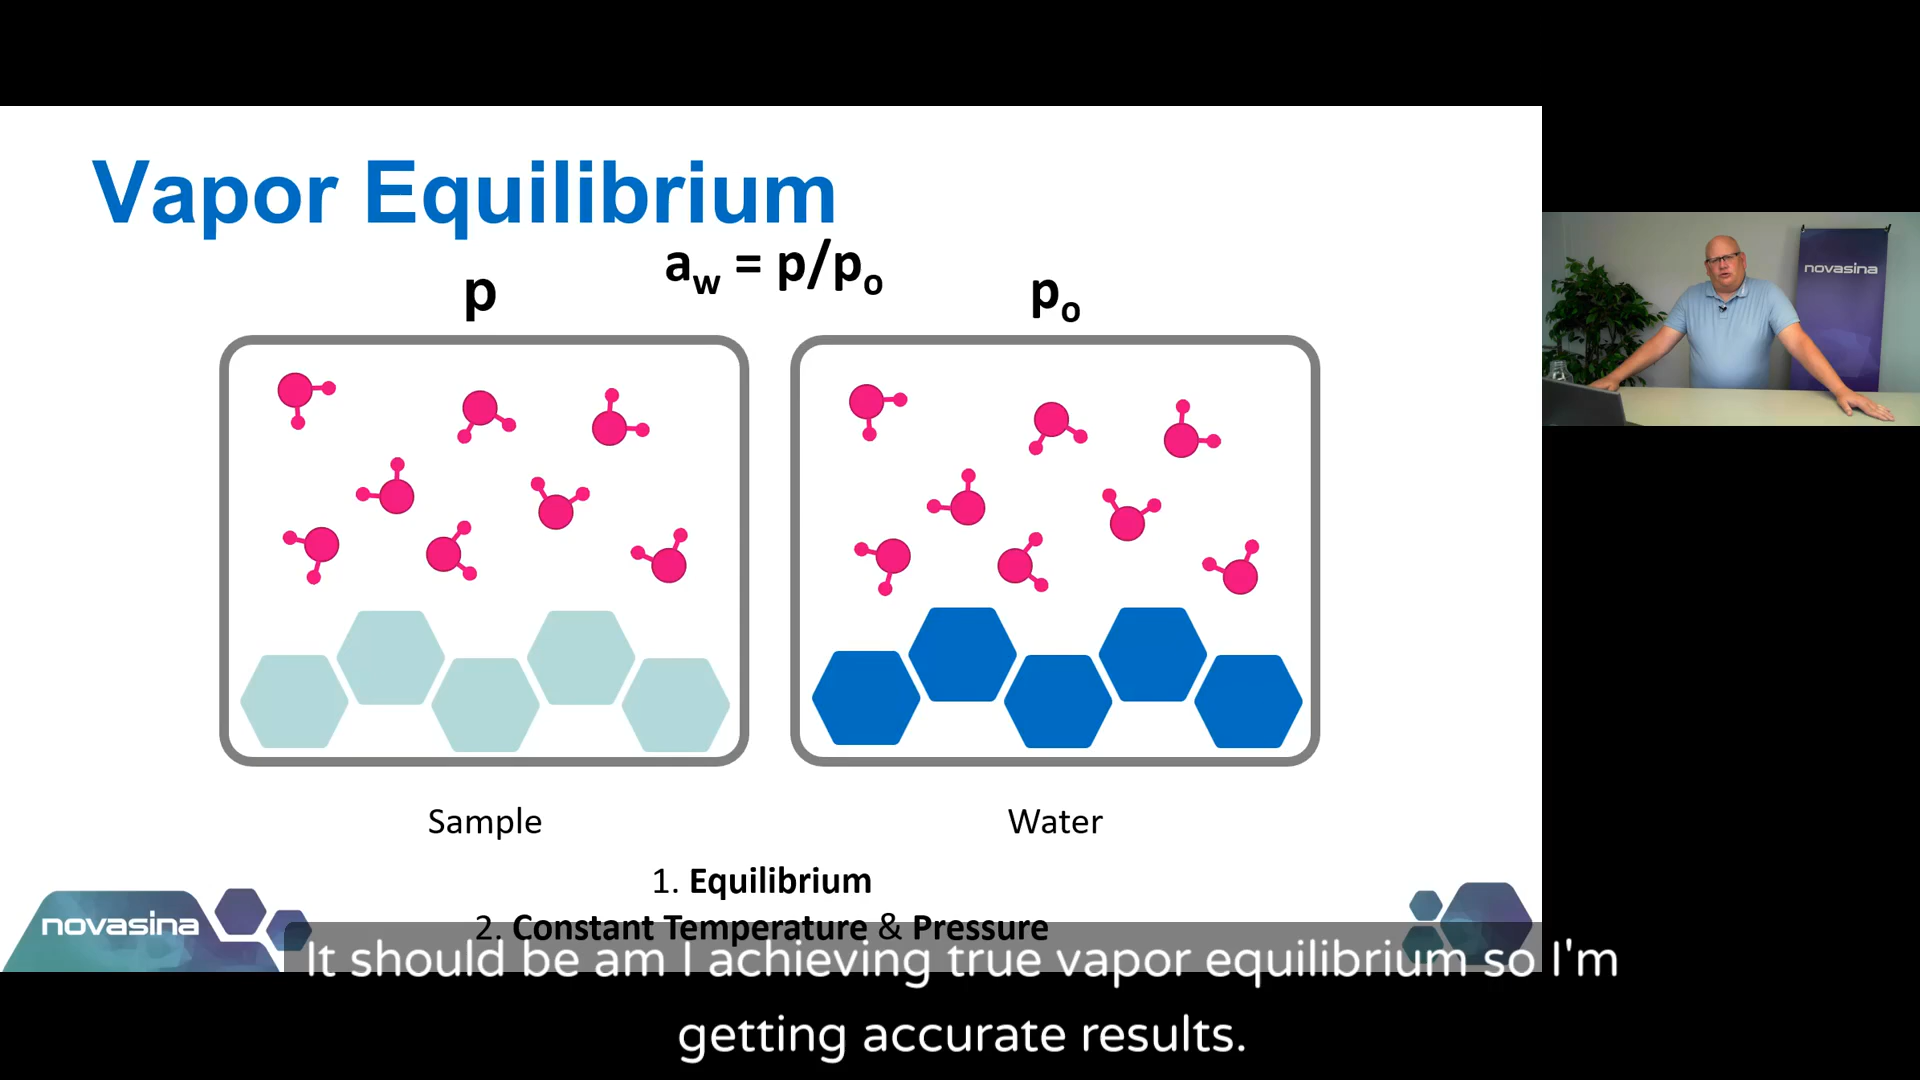 Vapor Equilibrium
aw = p/po
p
po
novasina
Sample
Water
1. Equilibrium
2. Constant Temperature & Pressure
novasina
It should be am I achieving true vapor equilibrium so I'm
getting accurate results.